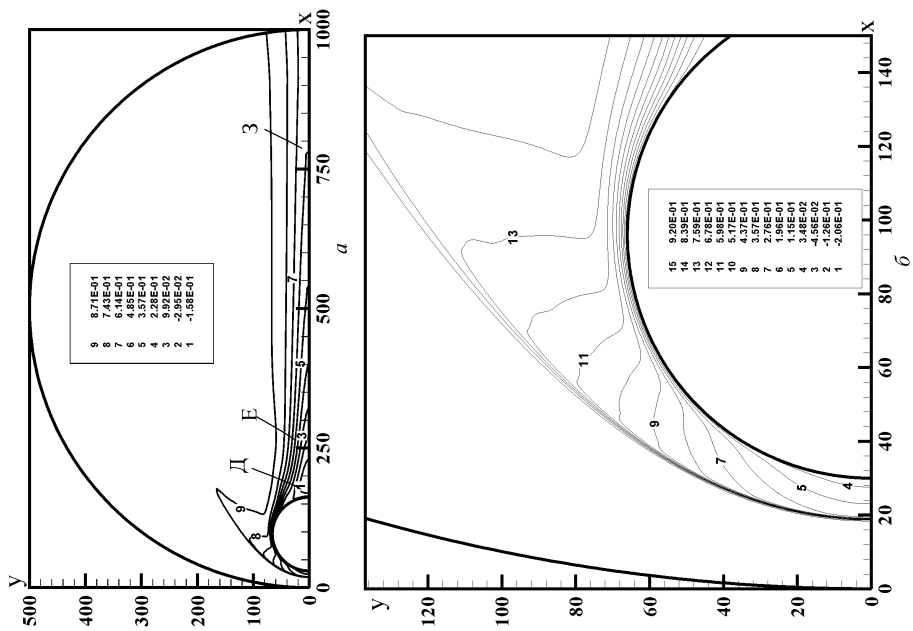 y
500
400
300
200
100
0
9 8.71E-01
8 7.43E-01
7 6.14E-01
6 4.85E-01
5 3.57E-01
4 2.28E-01
3 9.92E-02
2 -2.95E-02
1 -1.58E-01
9
8
1
3
5
7
Д
Е
З
0
250
500
750
1000
x
а
y
120
100
80
60
40
20
0
15 9.20E-01
14 8.39E-01
13 7.59E-01
12 6.78E-01
11 5.98E-01
10 5.17E-01
9 4.37E-01
8 3.57E-01
7 2.76E-01
6 1.96E-01
5 1.15E-01
4 3.48E-02
3 -4.56E-02
2 -1.26E-01
1 -2.06E-01
13
11
9
7
5
4
0
20
40
60
80
100
120
140
x
б